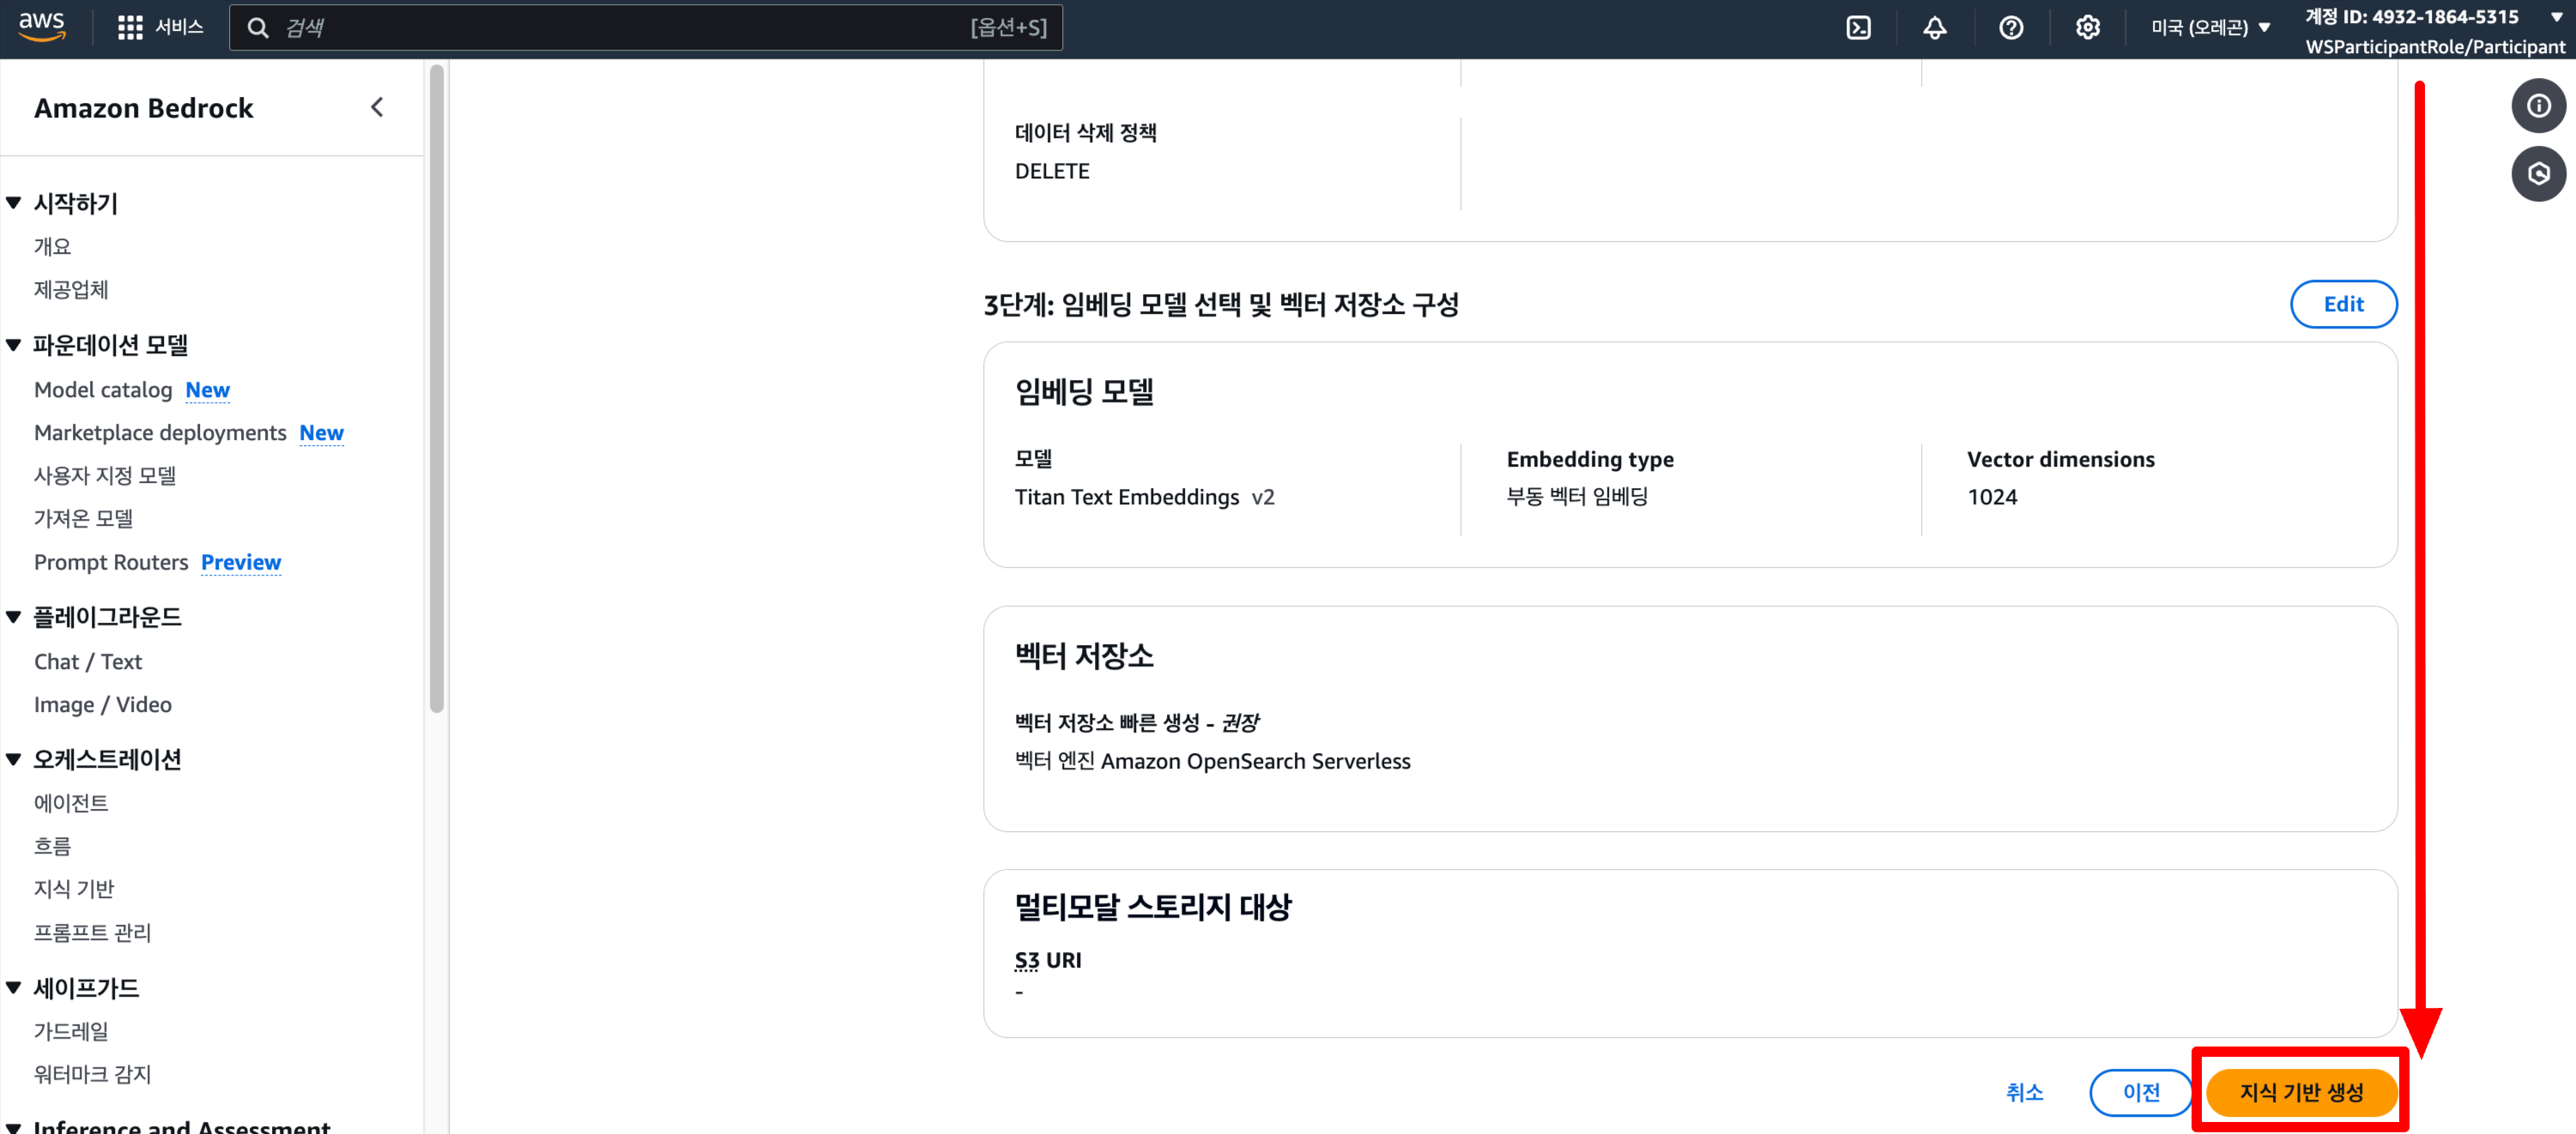 aws
서비스
검색
[옵션+S]
미국 (오레곤)
계정 ID: 4932-1864-5315
WSParticipantRole/Participant
Amazon Bedrock
시작하기
개요
제공업체
파운데이션 모델
Model catalog New
Marketplace deployments New
사용자 지정 모델
가져온 모델
Prompt Routers Preview
플레이그라운드
Chat / Text
Image / Video
오케스트레이션
에이전트
흐름
지식 기반
프롬프트 관리
세이프가드
가드레일
워터마크 감지
Inference and Assessment
데이터 삭제 정책
DELETE
3단계: 임베딩 모델 선택 및 벡터 저장소 구성
Edit
임베딩 모델
모델
Titan Text Embeddings v2
Embedding type
부동 벡터 임베딩
Vector dimensions
1024
벡터 저장소
벡터 저장소 빠른 생성 - 권장
벡터 엔진 Amazon OpenSearch Serverless
멀티모달 스토리지 대상
S3 URI
-
취소
이전
지식 기반 생성